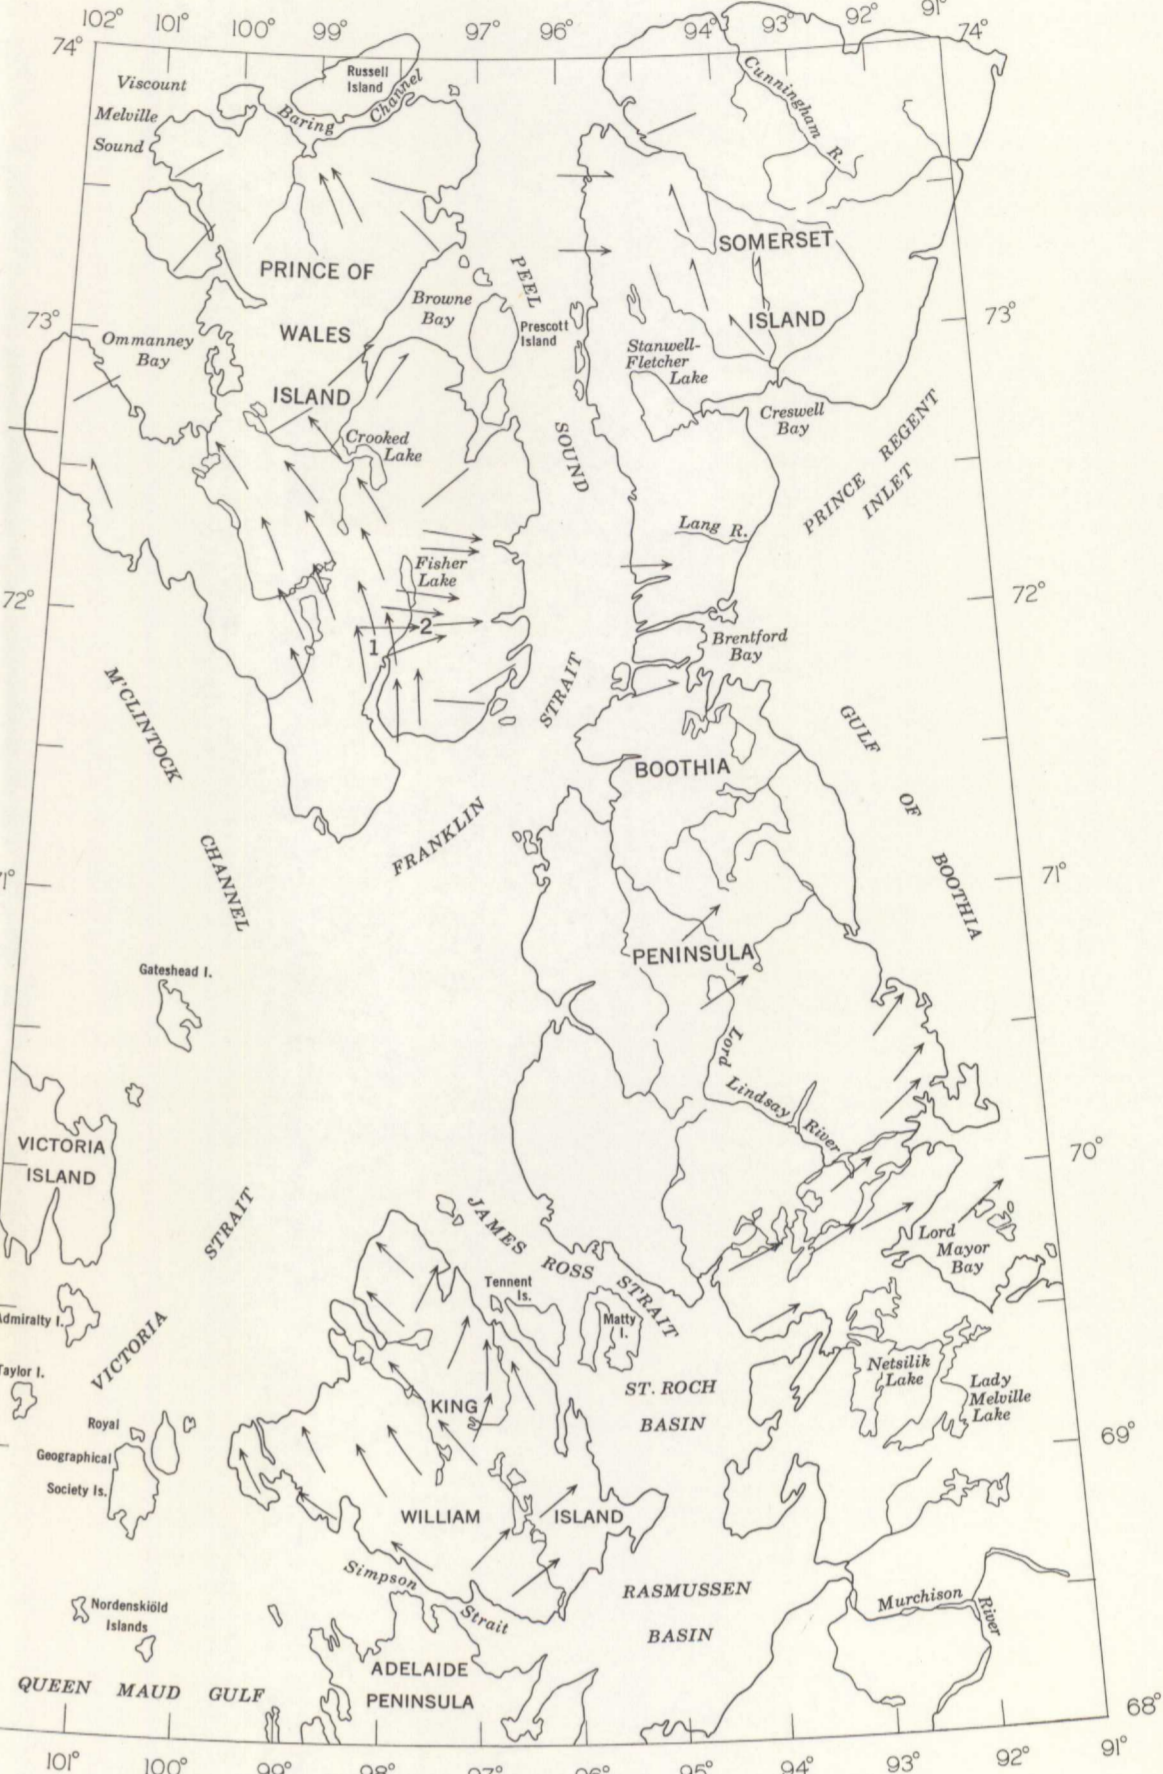 102° 101° 100° 99° 97° 96° 94° 93° 92° 91°
74° 74°
Viscount
Melville
Sound
Russell
Island
Baring Channel
Cunningham R.
PRINCE OF
WALES
ISLAND
SOMERSET
ISLAND
PEEL
SOUND
Browne
Bay
Prescott
Island
73° 73°
Ommanney
Bay
Stanwell-
Fletcher
Lake
Creswell
Bay
PRINCE REGENT
INLET
Crooked
Lake
Lang R.
Fisher
Lake
72° 72°
1
2
Brentford
Bay
M'CLINTOCK
CHANNEL
FRANKLIN
STRAIT
GULF
OF
BOOTHIA
BOOTHIA
PENINSULA
71°
Gateshead I.
Lord
Lindsay
River
VICTORIA
ISLAND
70°
STRAIT
VICTORIA
JAMES
ROSS
STRAIT
Lord
Mayor
Bay
Tennent
Is.
Matty
I.
Admiralty I.
Taylor I.
Netsilik
Lake
Lady
Melville
Lake
ST. ROCH
BASIN
KING
WILLIAM ISLAND
Royal
Geographical
Society Is.
69°
Simpson
Strait
RASMUSSEN
BASIN
Murchison
River
Nordenskiöld
Islands
ADELAIDE
PENINSULA
QUEEN MAUD GULF
68°
101° 100° 99° 98° 97° 96° 95° 94° 93° 92° 91°